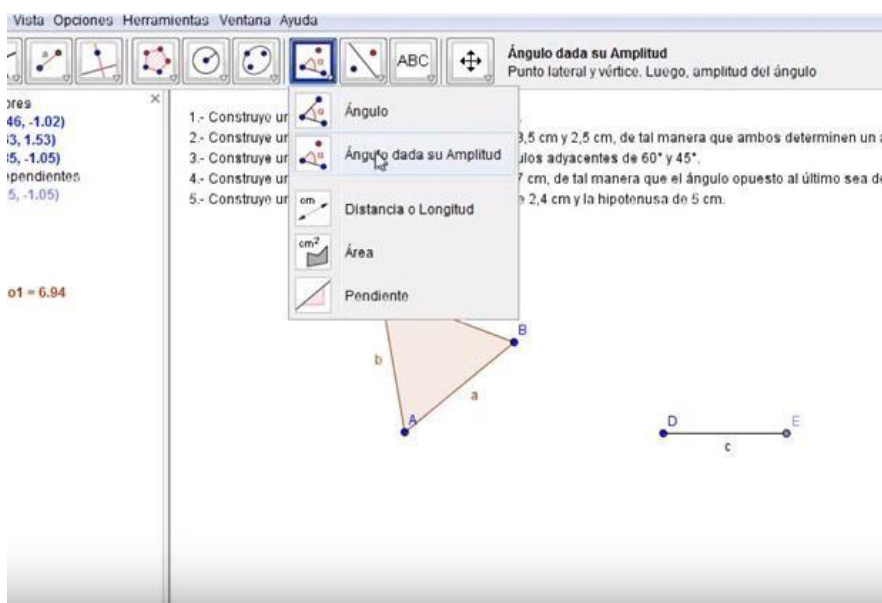 Vista Opciones Herramientas Ventana Ayuda
a
ABC
Ángulo dada su Amplitud
Punto lateral y vértice. Luego, amplitud del ángulo
×
46, -1.02)
3, 1.53)
5, -1.05)
5, -1.05)
o1 = 6.94
1.- Construye un
2.- Construye un
3,5 cm y 2,5 cm, de tal manera que ambos determinen un
3.- Construye un
adyacentes de 60° y 45°.
4.- Construye un
7 cm, de tal manera que el ángulo opuesto al último sea
5.- Construye un
2,4 cm y la hipotenusa de 5 cm.
Ángulo
Ángulo dada su Amplitud
cm
Distancia o Longitud
cm²
Área
Pendiente
B
b
a
A
D
E
c